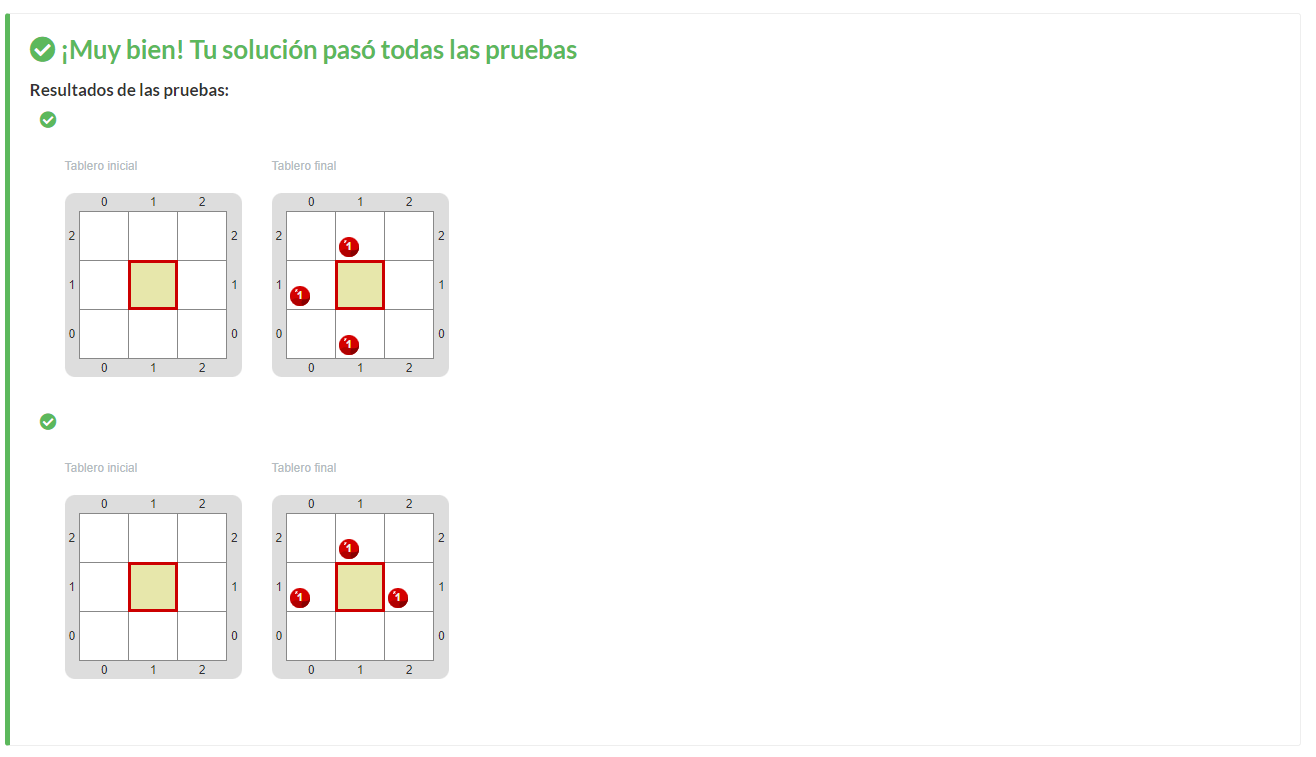 ¡Muy bien! Tu solución pasó todas las pruebas
Resultados de las pruebas:
Tablero inicial Tablero final
0 1 2 0 1 2
2 2 2 1 2
1 1 1 1 1
0 0 0 1 0
0 1 2 0 1 2
Tablero inicial Tablero final
0 1 2 0 1 2
2 2 2 1 2
1 1 1 1 1 1
0 0 0 0
0 1 2 0 1 2